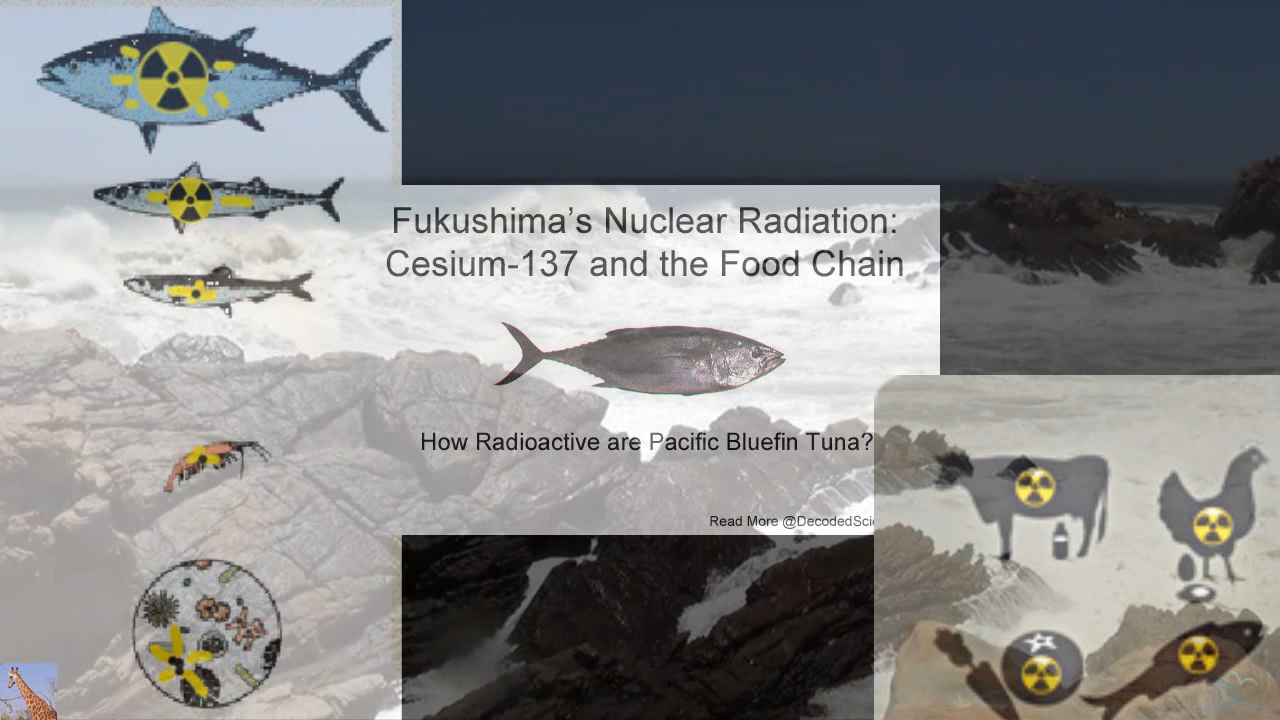 Fukushima’s Nuclear Radiation:
Cesium-137 and the Food Chain
How Radioactive are Pacific Bluefin Tuna?
Read More @DecodedSci